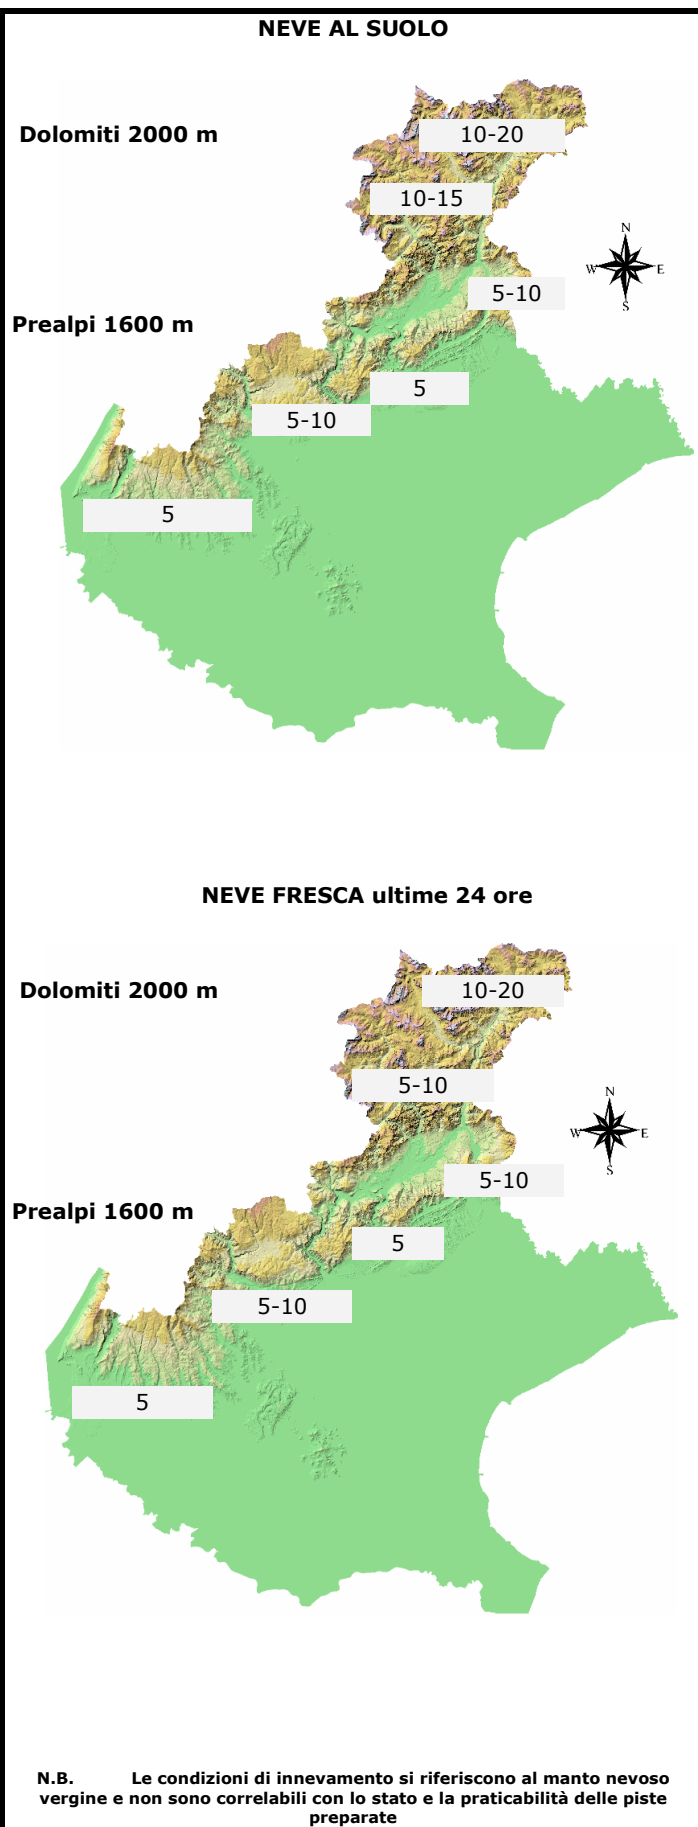 NEVE AL SUOLO
Dolomiti 2000 m
10-20
10-15
N
W E
S
5-10
Prealpi 1600 m
5
5-10
5
NEVE FRESCA ultime 24 ore
Dolomiti 2000 m
10-20
5-10
N
W E
S
5-10
Prealpi 1600 m
5
5-10
5
N.B. Le condizioni di innevamento si riferiscono al manto nevoso
vergine e non sono correlabili con lo stato e la praticabilità delle piste
preparate